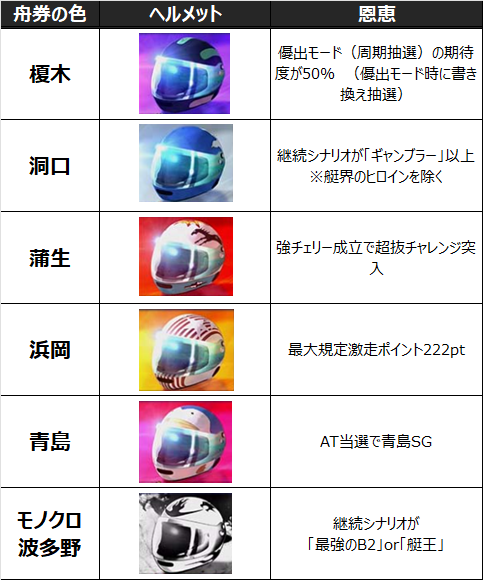 舟券の色 ヘルメット 恩恵
榎木
優出モード（周期抽選）の期待
度が50%　（優出モード時に書き
換え抽選）
洞口
継続シナリオが｢ギャンブラー｣以上
※艇界のヒロインを除く
蒲生
強チェリー成立で超抜チャレンジ突
入
浜岡
最大規定激走ポイント222pt
青島
AT当選で青島SG
モノクロ
波多野
継続シナリオが
｢最強のB2｣or｢艇王｣